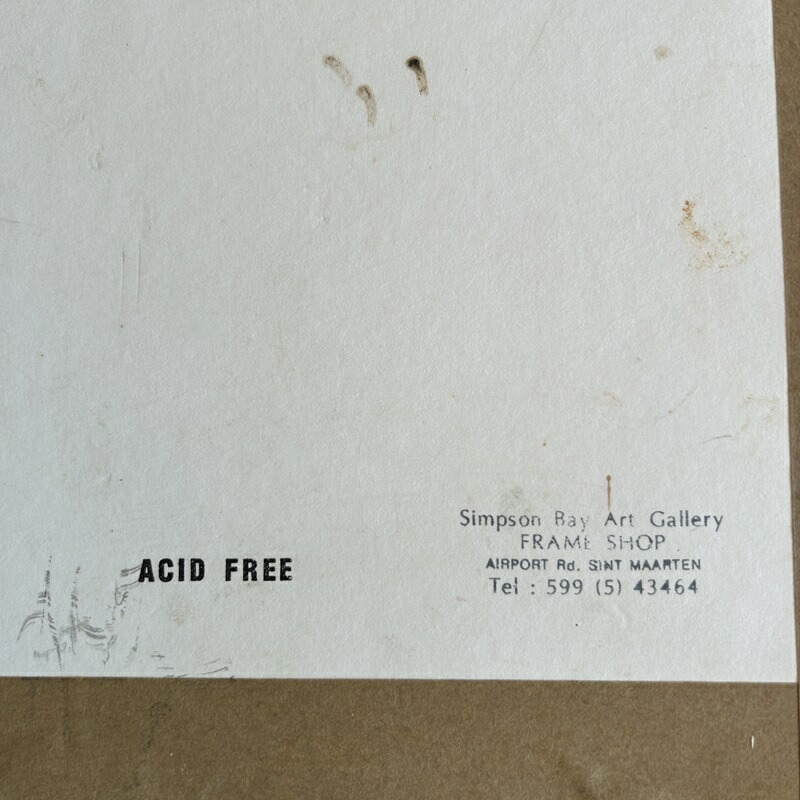 ACID FREE
Simpson Bay Art Gallery
FRAME SHOP
AIRPORT Rd. SINT MAARTEN
Tel : 599 (5) 43464